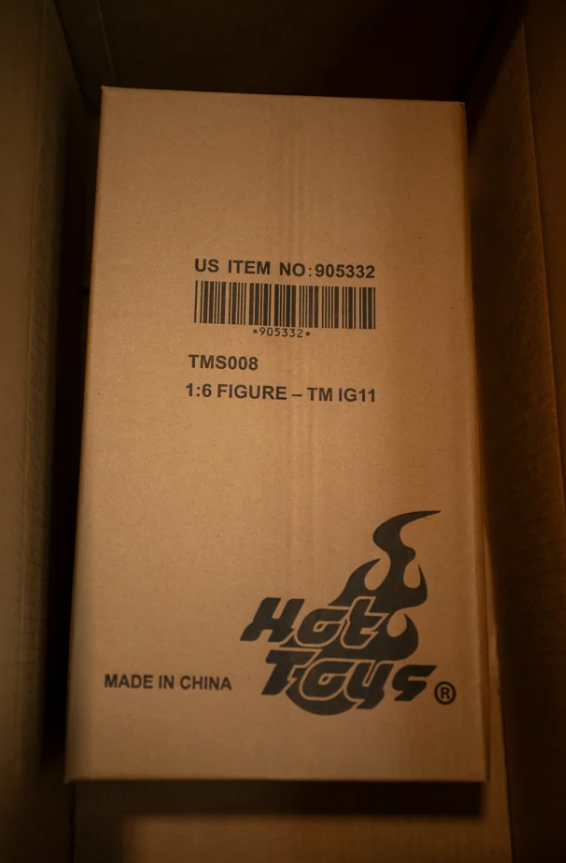 US ITEM NO:905332
*905332*
TMS008
1:6 FIGURE – TM IG11
Hot
Toys®
MADE IN CHINA